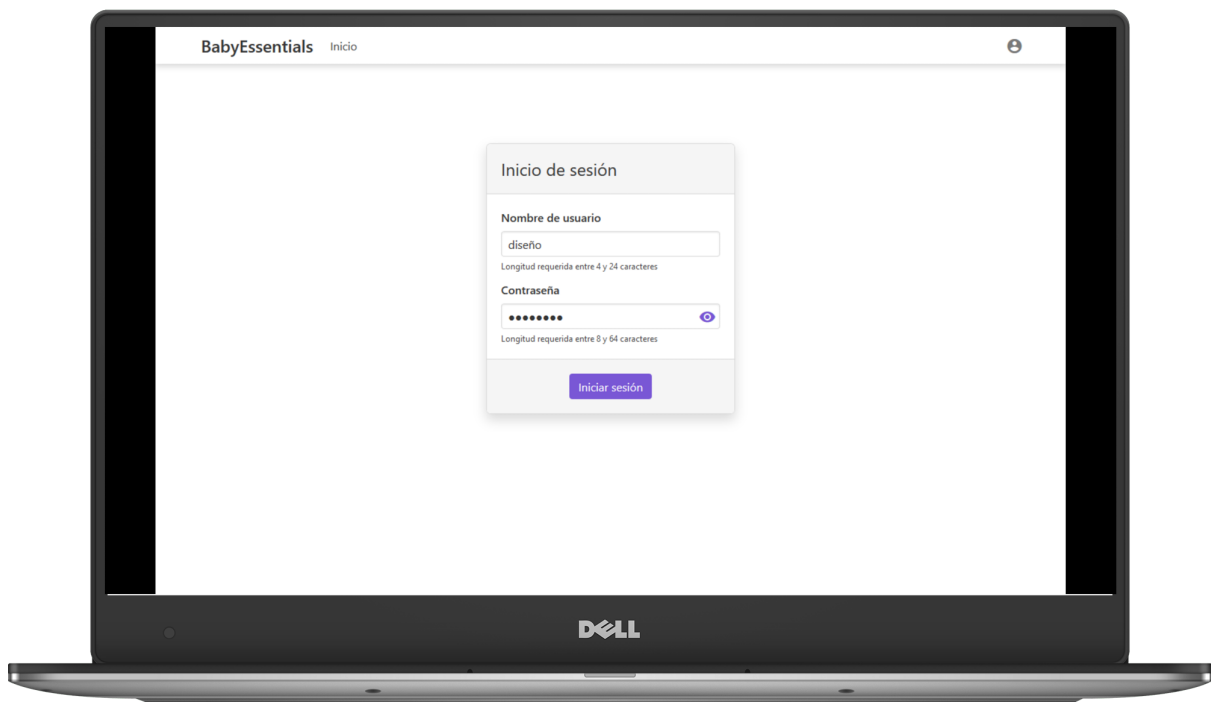 BabyEssentials Inicio
Inicio de sesión
Nombre de usuario
diseño
Longitud requerida entre 4 y 24 caracteres
Contraseña
••••••••
Longitud requerida entre 8 y 64 caracteres
Iniciar sesión
DELL